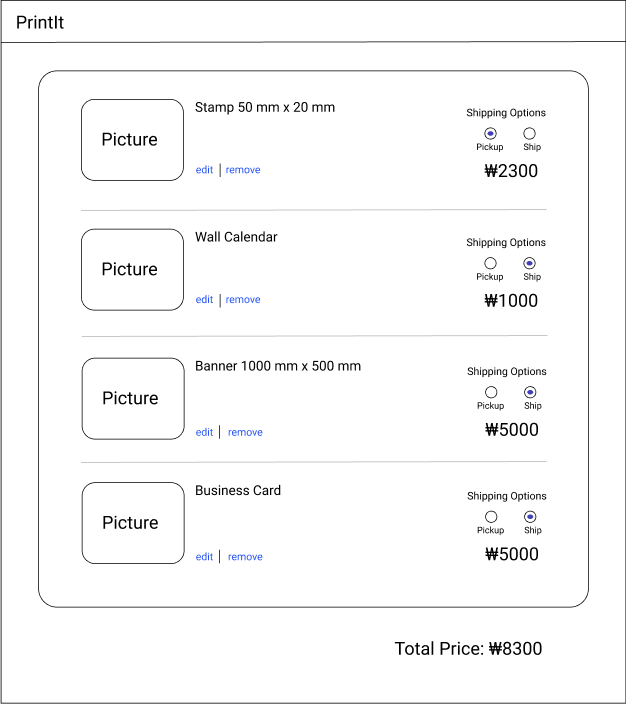 PrintIt
Picture
Stamp 50 mm x 20 mm
edit | remove
Shipping Options
Pickup Ship
₩2300
Picture
Wall Calendar
edit | remove
Shipping Options
Pickup Ship
₩1000
Picture
Banner 1000 mm x 500 mm
edit | remove
Shipping Options
Pickup Ship
₩5000
Picture
Business Card
edit | remove
Shipping Options
Pickup Ship
₩5000
Total Price: ₩8300